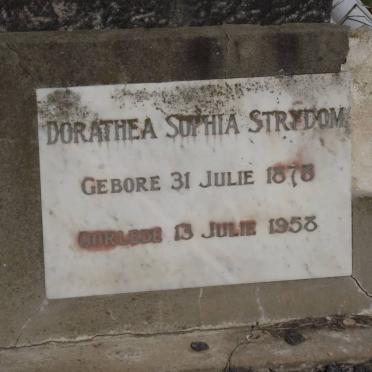 DORATHEA SOPHIA STRYDOM
GEBORE 31 JULIE 1878
OORLEDE 13 JULIE 1958